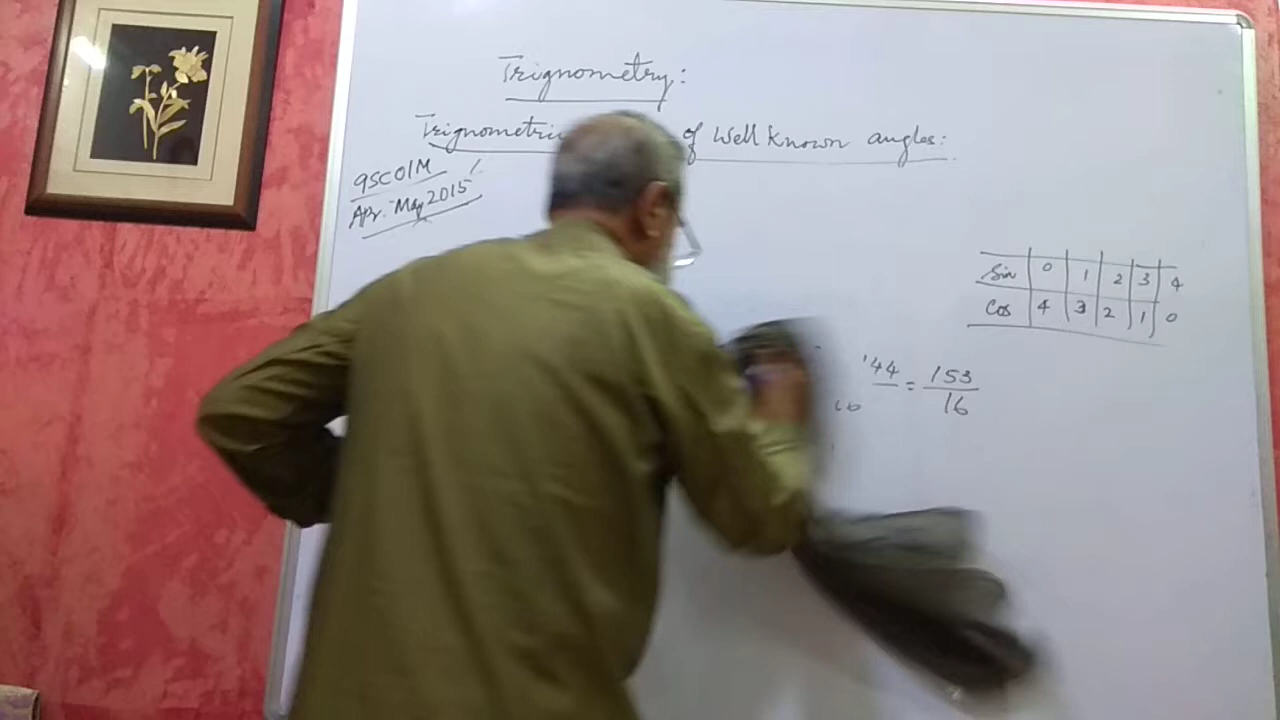 Trignometry:
Trignometric of Well Known angles:
9SC01M
Apr. May 2015
Sin 0 1 2 3 4
Cos 4 3 2 1 0
144 = 153
16